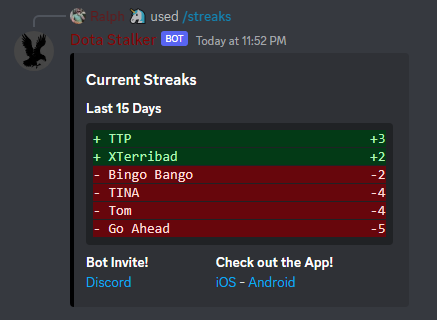 Ralph used /streaks
Dota Stalker BOT Today at 11:52 PM
Current Streaks
Last 15 Days
+ TTP +3
+ XTerribad +2
- Bingo Bango -2
- TINA -4
- Tom -4
- Go Ahead -5
Bot Invite! Check out the App!
Discord iOS - Android